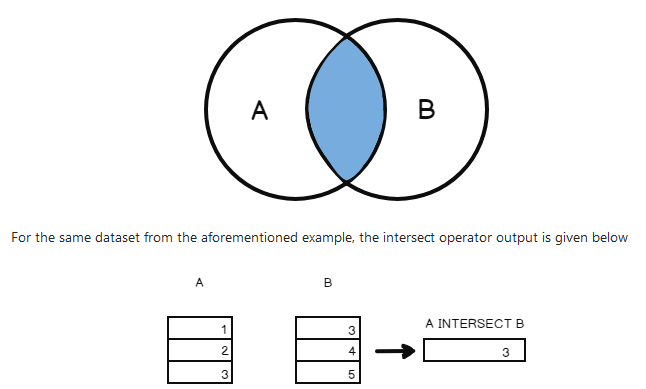 A B
For the same dataset from the aforementioned example, the intersect operator output is given below
A B
A INTERSECT B
1 3
2 4 3
3 5